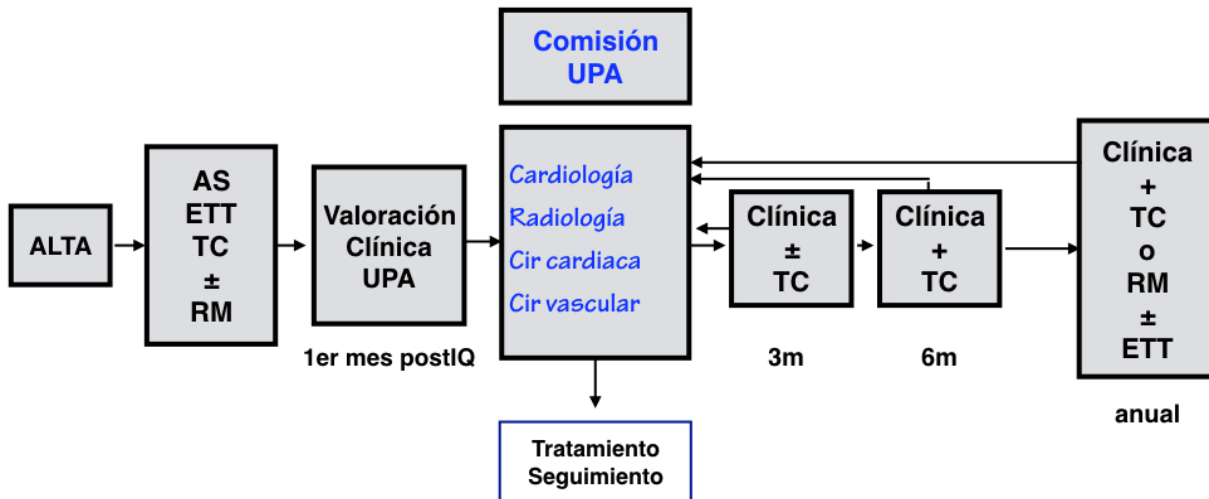 Comisión
UPA
ALTA
AS
ETT
TC
±
RM
Valoración
Clínica
UPA
1er mes postIQ
Cardiología
Radiología
Cir cardiaca
Cir vascular
Tratamiento
Seguimiento
Clínica
±
TC
3m
Clínica
+
TC
6m
Clínica
+
TC
o
RM
±
ETT
anual